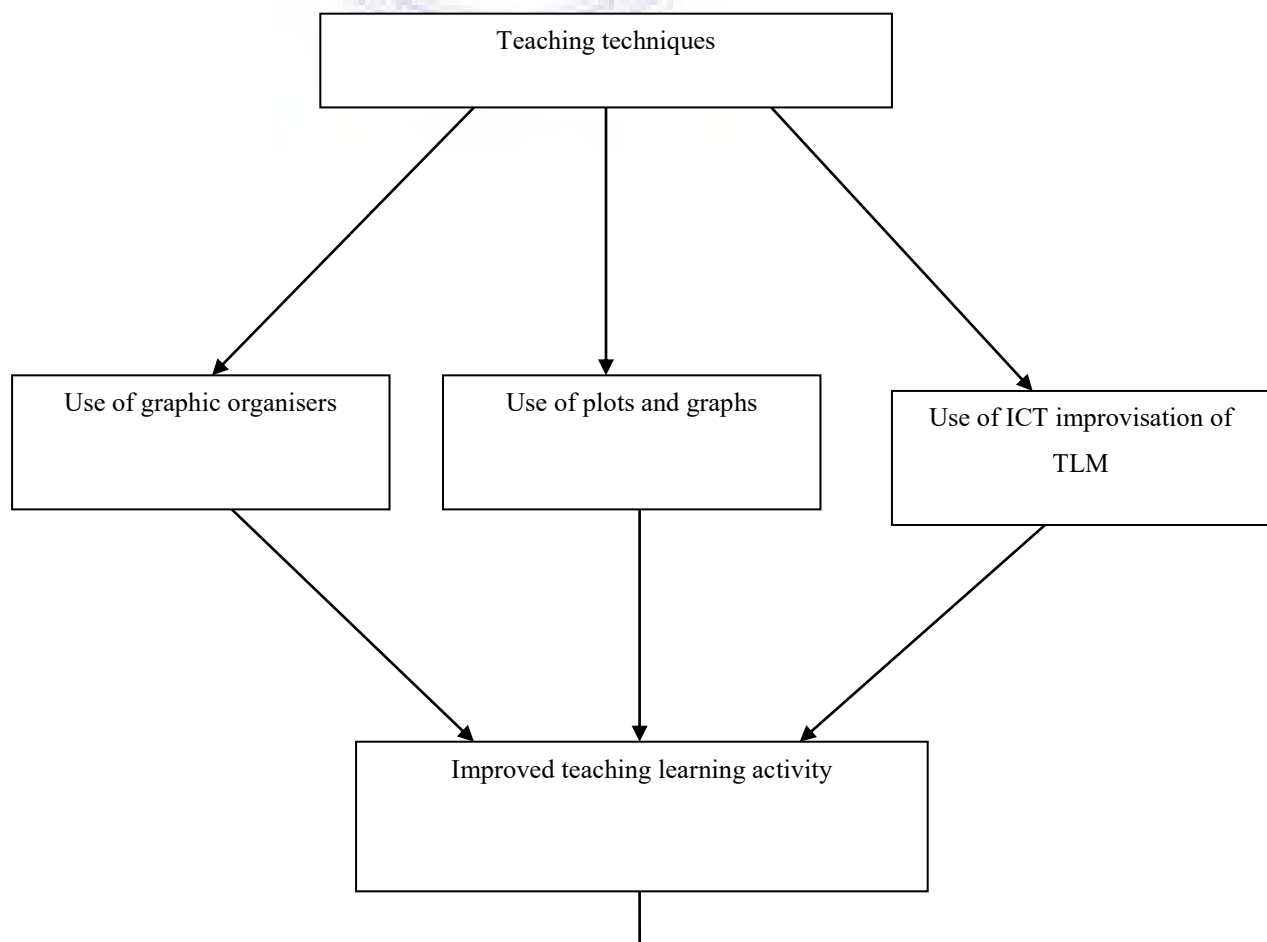 Teaching techniques
Use of graphic organisers
Use of plots and graphs
Use of ICT improvisation of
TLM
Improved teaching learning activity